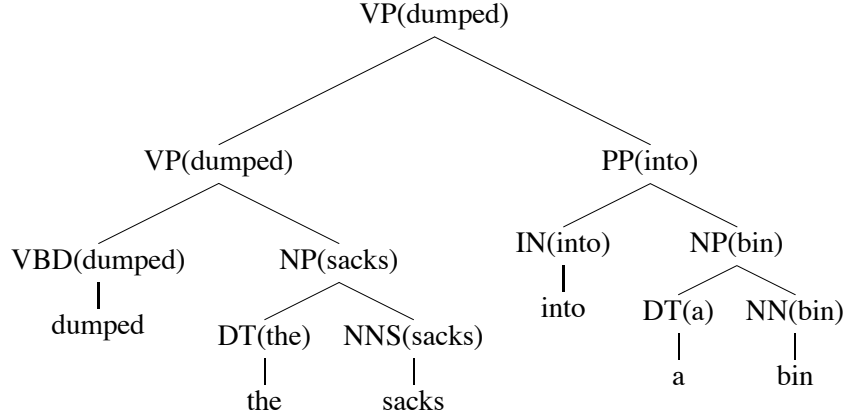 VP(dumped)
VP(dumped) PP(into)
VBD(dumped) NP(sacks) IN(into) NP(bin)
dumped DT(the) NNS(sacks) into DT(a) NN(bin)
the sacks a bin